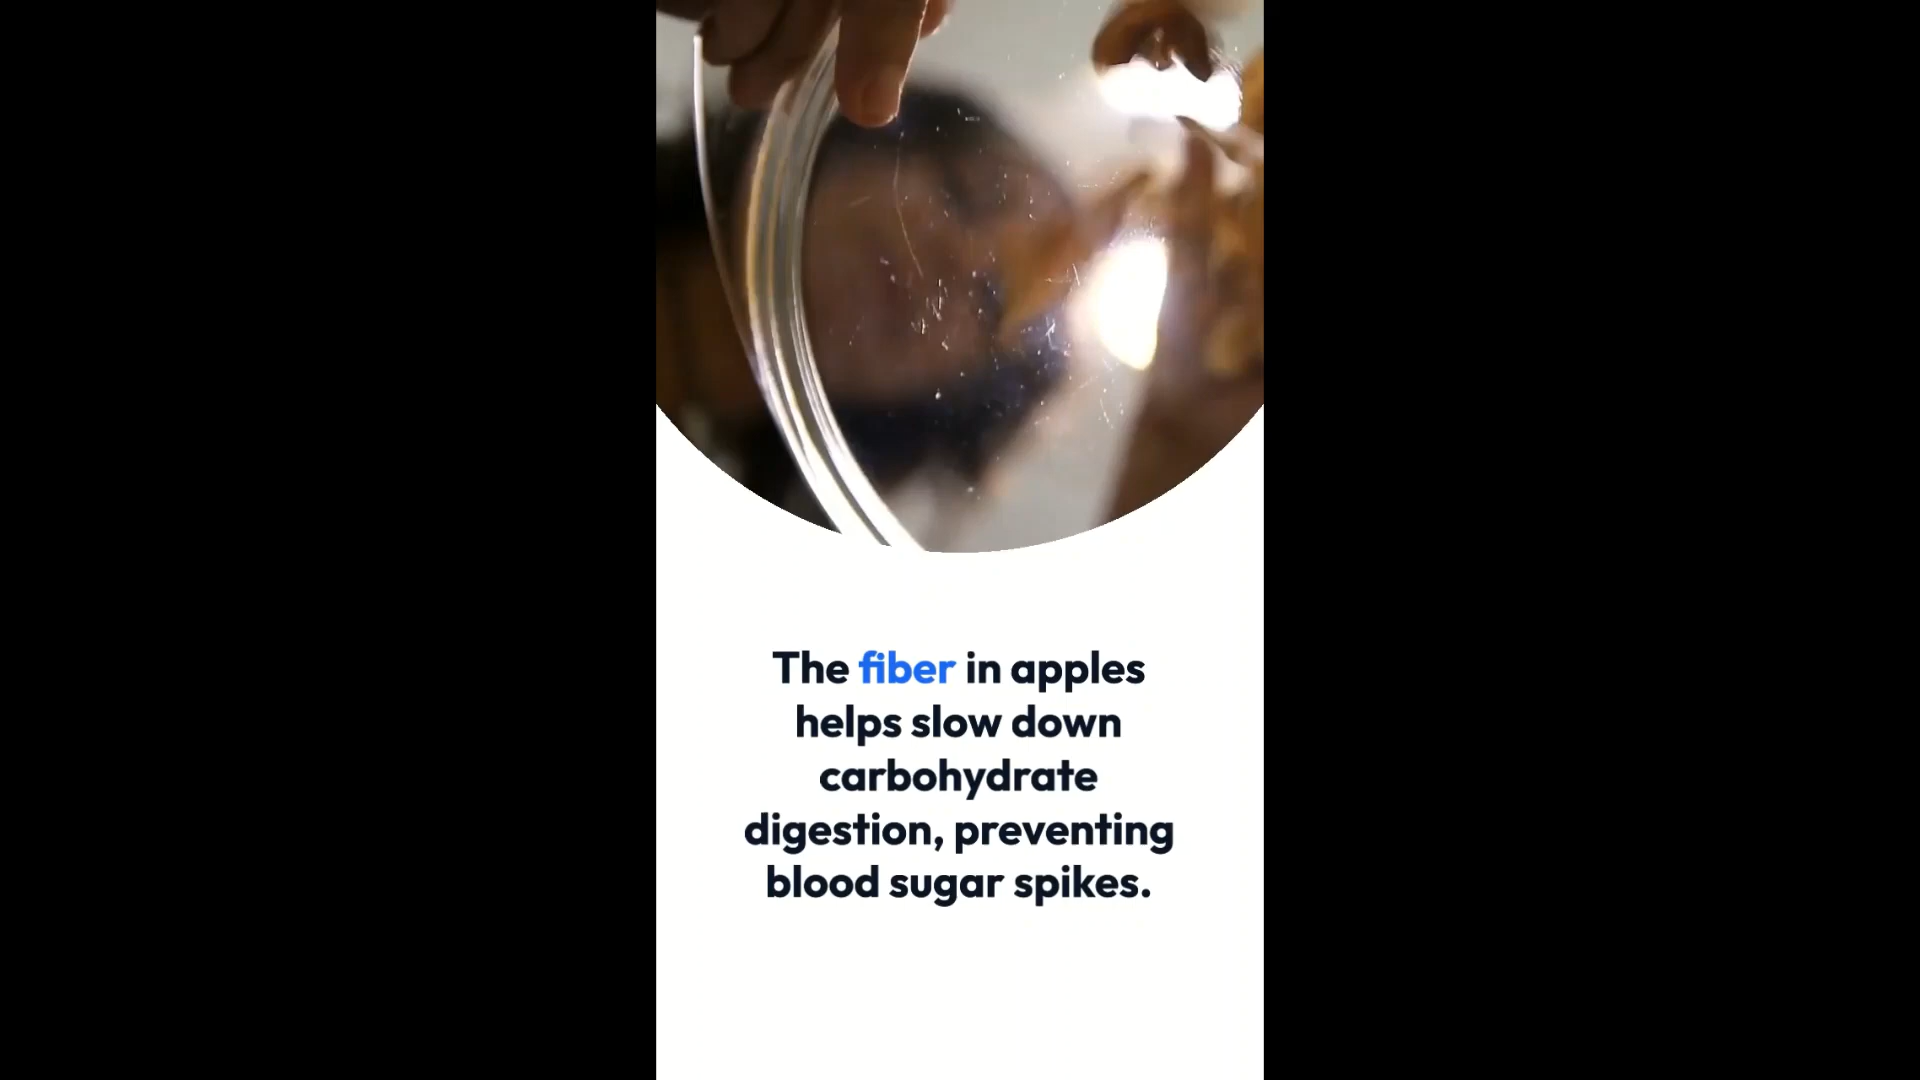 The fiber in apples
helps slow down
carbohydrate
digestion, preventing
blood sugar spikes.